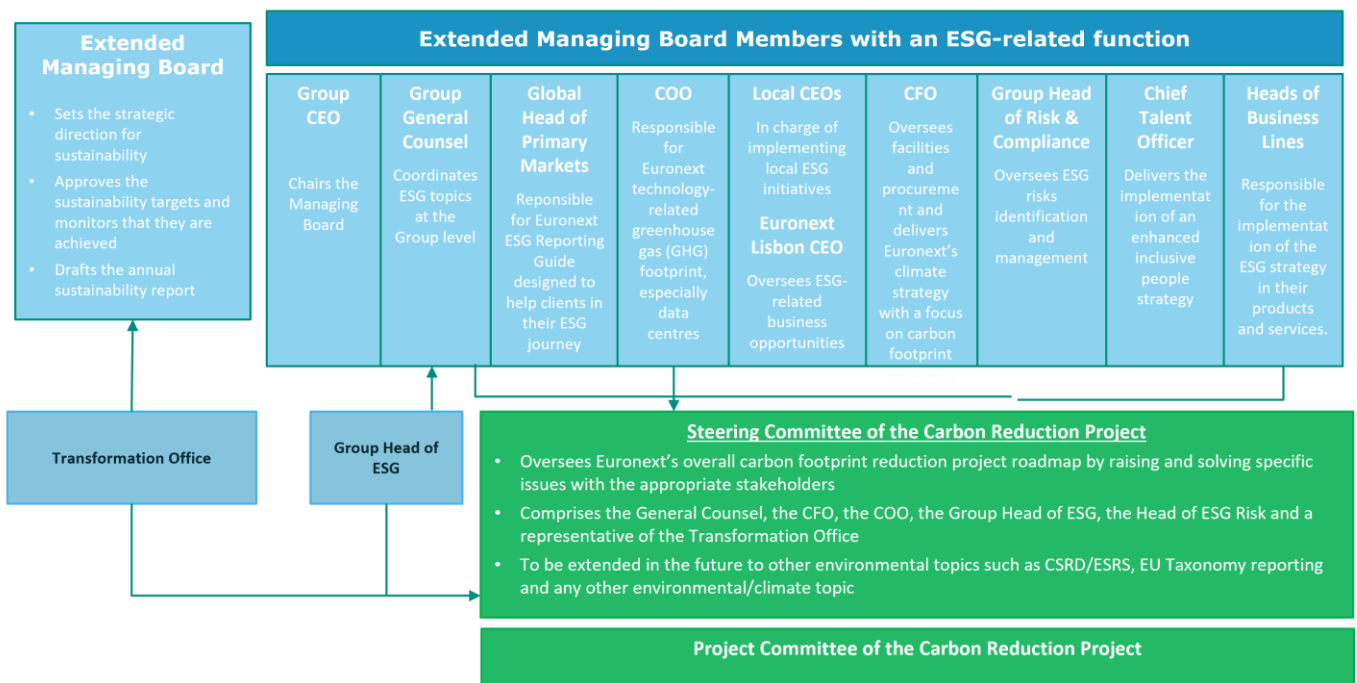 Extended
Managing Board
• Sets the strategic
direction for
sustainability
• Approves the
sustainability targets and
monitors that they are
achieved
• Drafts the annual
sustainability report
Extended Managing Board Members with an ESG-related function
Group
CEO
Chairs the
Managing
Board
Group
General
Counsel
Coordinates
ESG topics
at the
Group level
Global
Head of
Primary
Markets
Reponsible
for Euronext
ESG Reporting
Guide
designed to
help clients in
their ESG
journey
COO
Responsible
for
Euronext
technology-
related
greenhouse
gas (GHG)
footprint,
especially
data
centres
Local CEOs
In charge of
implementing
local ESG
initiatives
Euronext
Lisbon CEO
Oversees ESG-
related
business
opportunities
CFO
Oversees
facilities
and
procureme
nt and
delivers
Euronext's
climate
strategy
with a focus
on carbon
footprint
Group Head
of Risk &
Compliance
Oversees ESG
risks
identification
and
management
Chief
Talent
Officer
Delivers the
implementat
ion of an
enhanced
inclusive
people
strategy
Heads of
Business
Lines
Responsible
for the
implementat
ion of the
ESG strategy
in their
products
and services.
Transformation Office
Group Head of
ESG
Steering Committee of the Carbon Reduction Project
• Oversees Euronext's overall carbon footprint reduction project roadmap by raising and solving specific
issues with the appropriate stakeholders
• Comprises the General Counsel, the CFO, the COO, the Group Head of ESG, the Head of ESG Risk and a
representative of the Transformation Office
• To be extended in the future to other environmental topics such as CSRD/ESRS, EU Taxonomy reporting
and any other environmental/climate topic
Project Committee of the Carbon Reduction Project